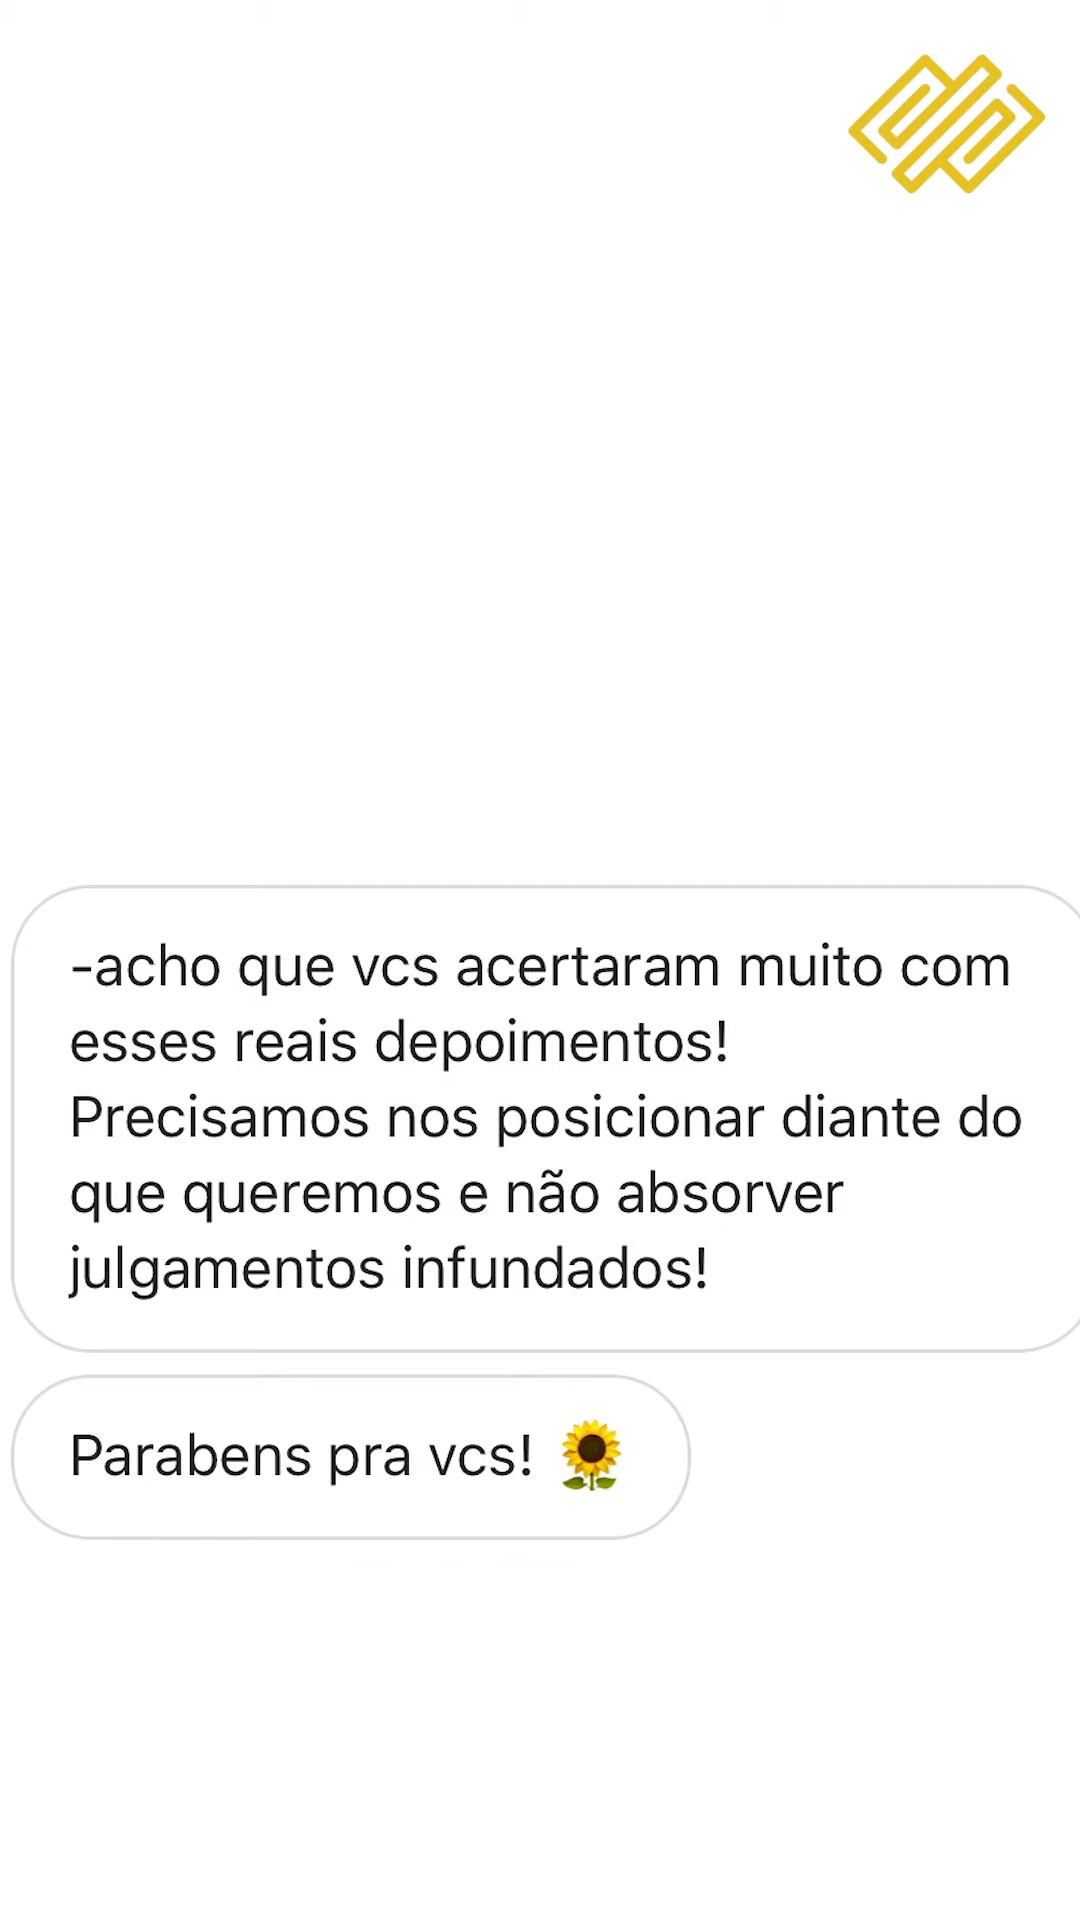 -acho que vcs acertaram muito com
esses reais depoimentos!
Precisamos nos posicionar diante do
que queremos e não absorver
julgamentos infundados!
Parabens pra vcs! 🌻